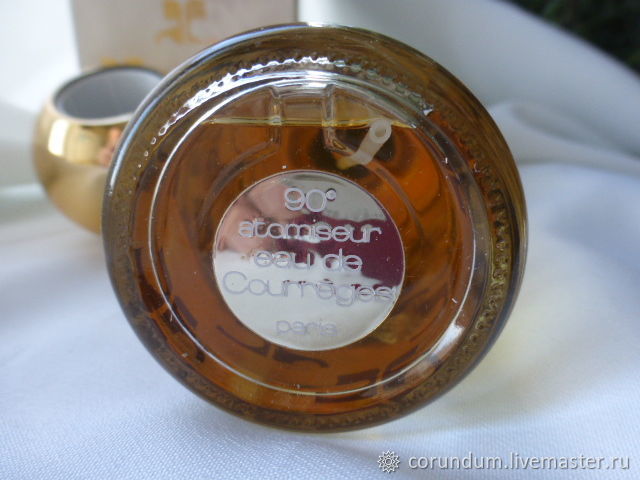 90°
atomiseur
eau de
Courrèges
paris
corundum.livemaster.ru